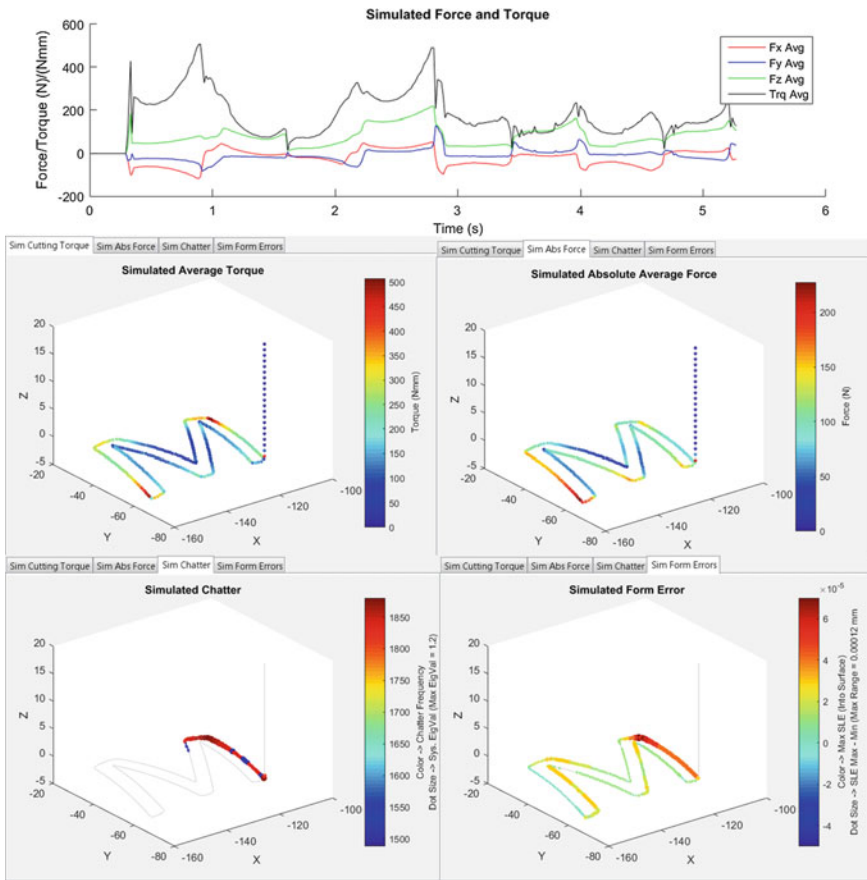 Simulated Force and Torque
Force/Torque (N)/(Nmm)
600
400
200
0
-200
0 1 2 3 4 5 6
Time (s)
Fx Avg
Fy Avg
Fz Avg
Trq Avg
Sim Cutting Torque Sim Abs Force Sim Chatter Sim Form Errors
Simulated Average Torque
Z
20
15
10
5
0
-5
-20
-40
-60
-80
Y
-160
-140
-120
-100
X
500
450
400
350
300
250
200
150
100
50
0
Torque (Nmm)
Sim Cutting Torque Sim Abs Force Sim Chatter Sim Form Errors
Simulated Absolute Average Force
Z
20
15
10
5
0
-5
-20
-40
-60
-80
Y
-160
-140
-120
-100
X
200
150
100
50
0
Force (N)
Sim Cutting Torque Sim Abs Force Sim Chatter Sim Form Errors
Simulated Chatter
Z
20
15
10
5
0
-5
-20
-40
-60
-80
Y
-160
-140
-120
-100
X
1850
1800
1750
1700
1650
1600
1550
1500
Color -> Chatter Frequency
Dot Size -> Sys. EigVal (Max EigVal = 1.2)
Sim Cutting Torque Sim Abs Force Sim Chatter Sim Form Errors
Simulated Form Error
Z
20
15
10
5
0
-5
-20
-40
-60
-80
Y
-160
-140
-120
-100
X
×10-5
6
4
2
0
-2
-4
Color -> Max SLE (Into Surface)
Dot Size -> SLE Max - Min (Max Range = 0.00012 mm